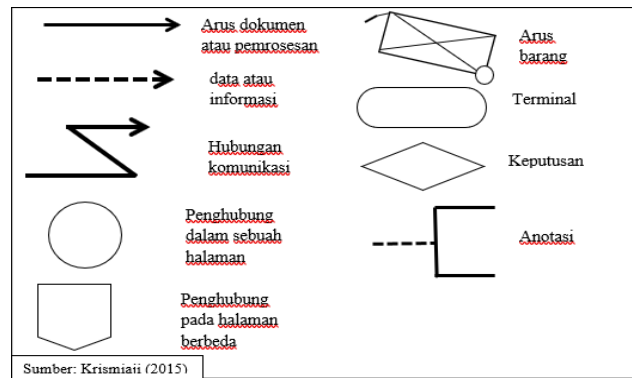 Arus dokumen
atau pemrosesan
data atau
informasi
Hubungan
komunikasi
Penghubung
dalam sebuah
halaman
Penghubung
pada halaman
berbeda
Arus
barang
Terminal
Keputusan
Anotasi
Sumber: Krismiaji (2015)